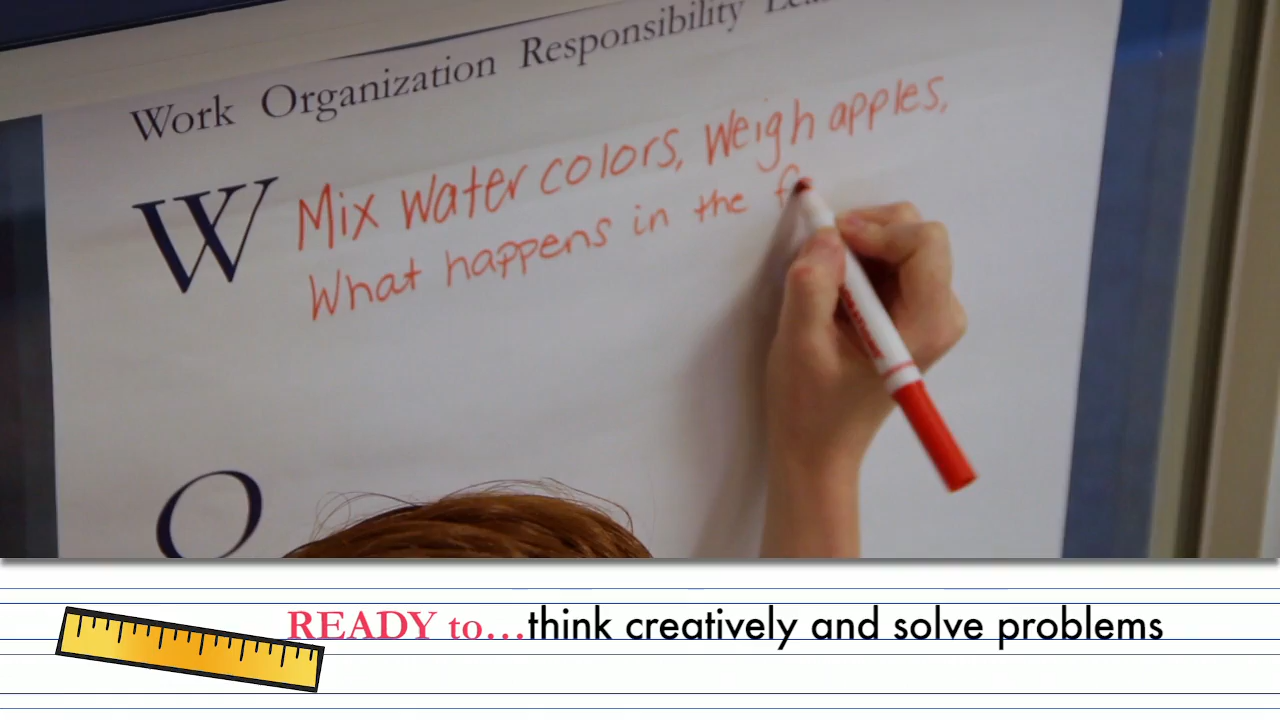 Work Organization Responsibility
W Mix Water colors, Weigh apples,
What happens in the
O
READY to...think creatively and solve problems